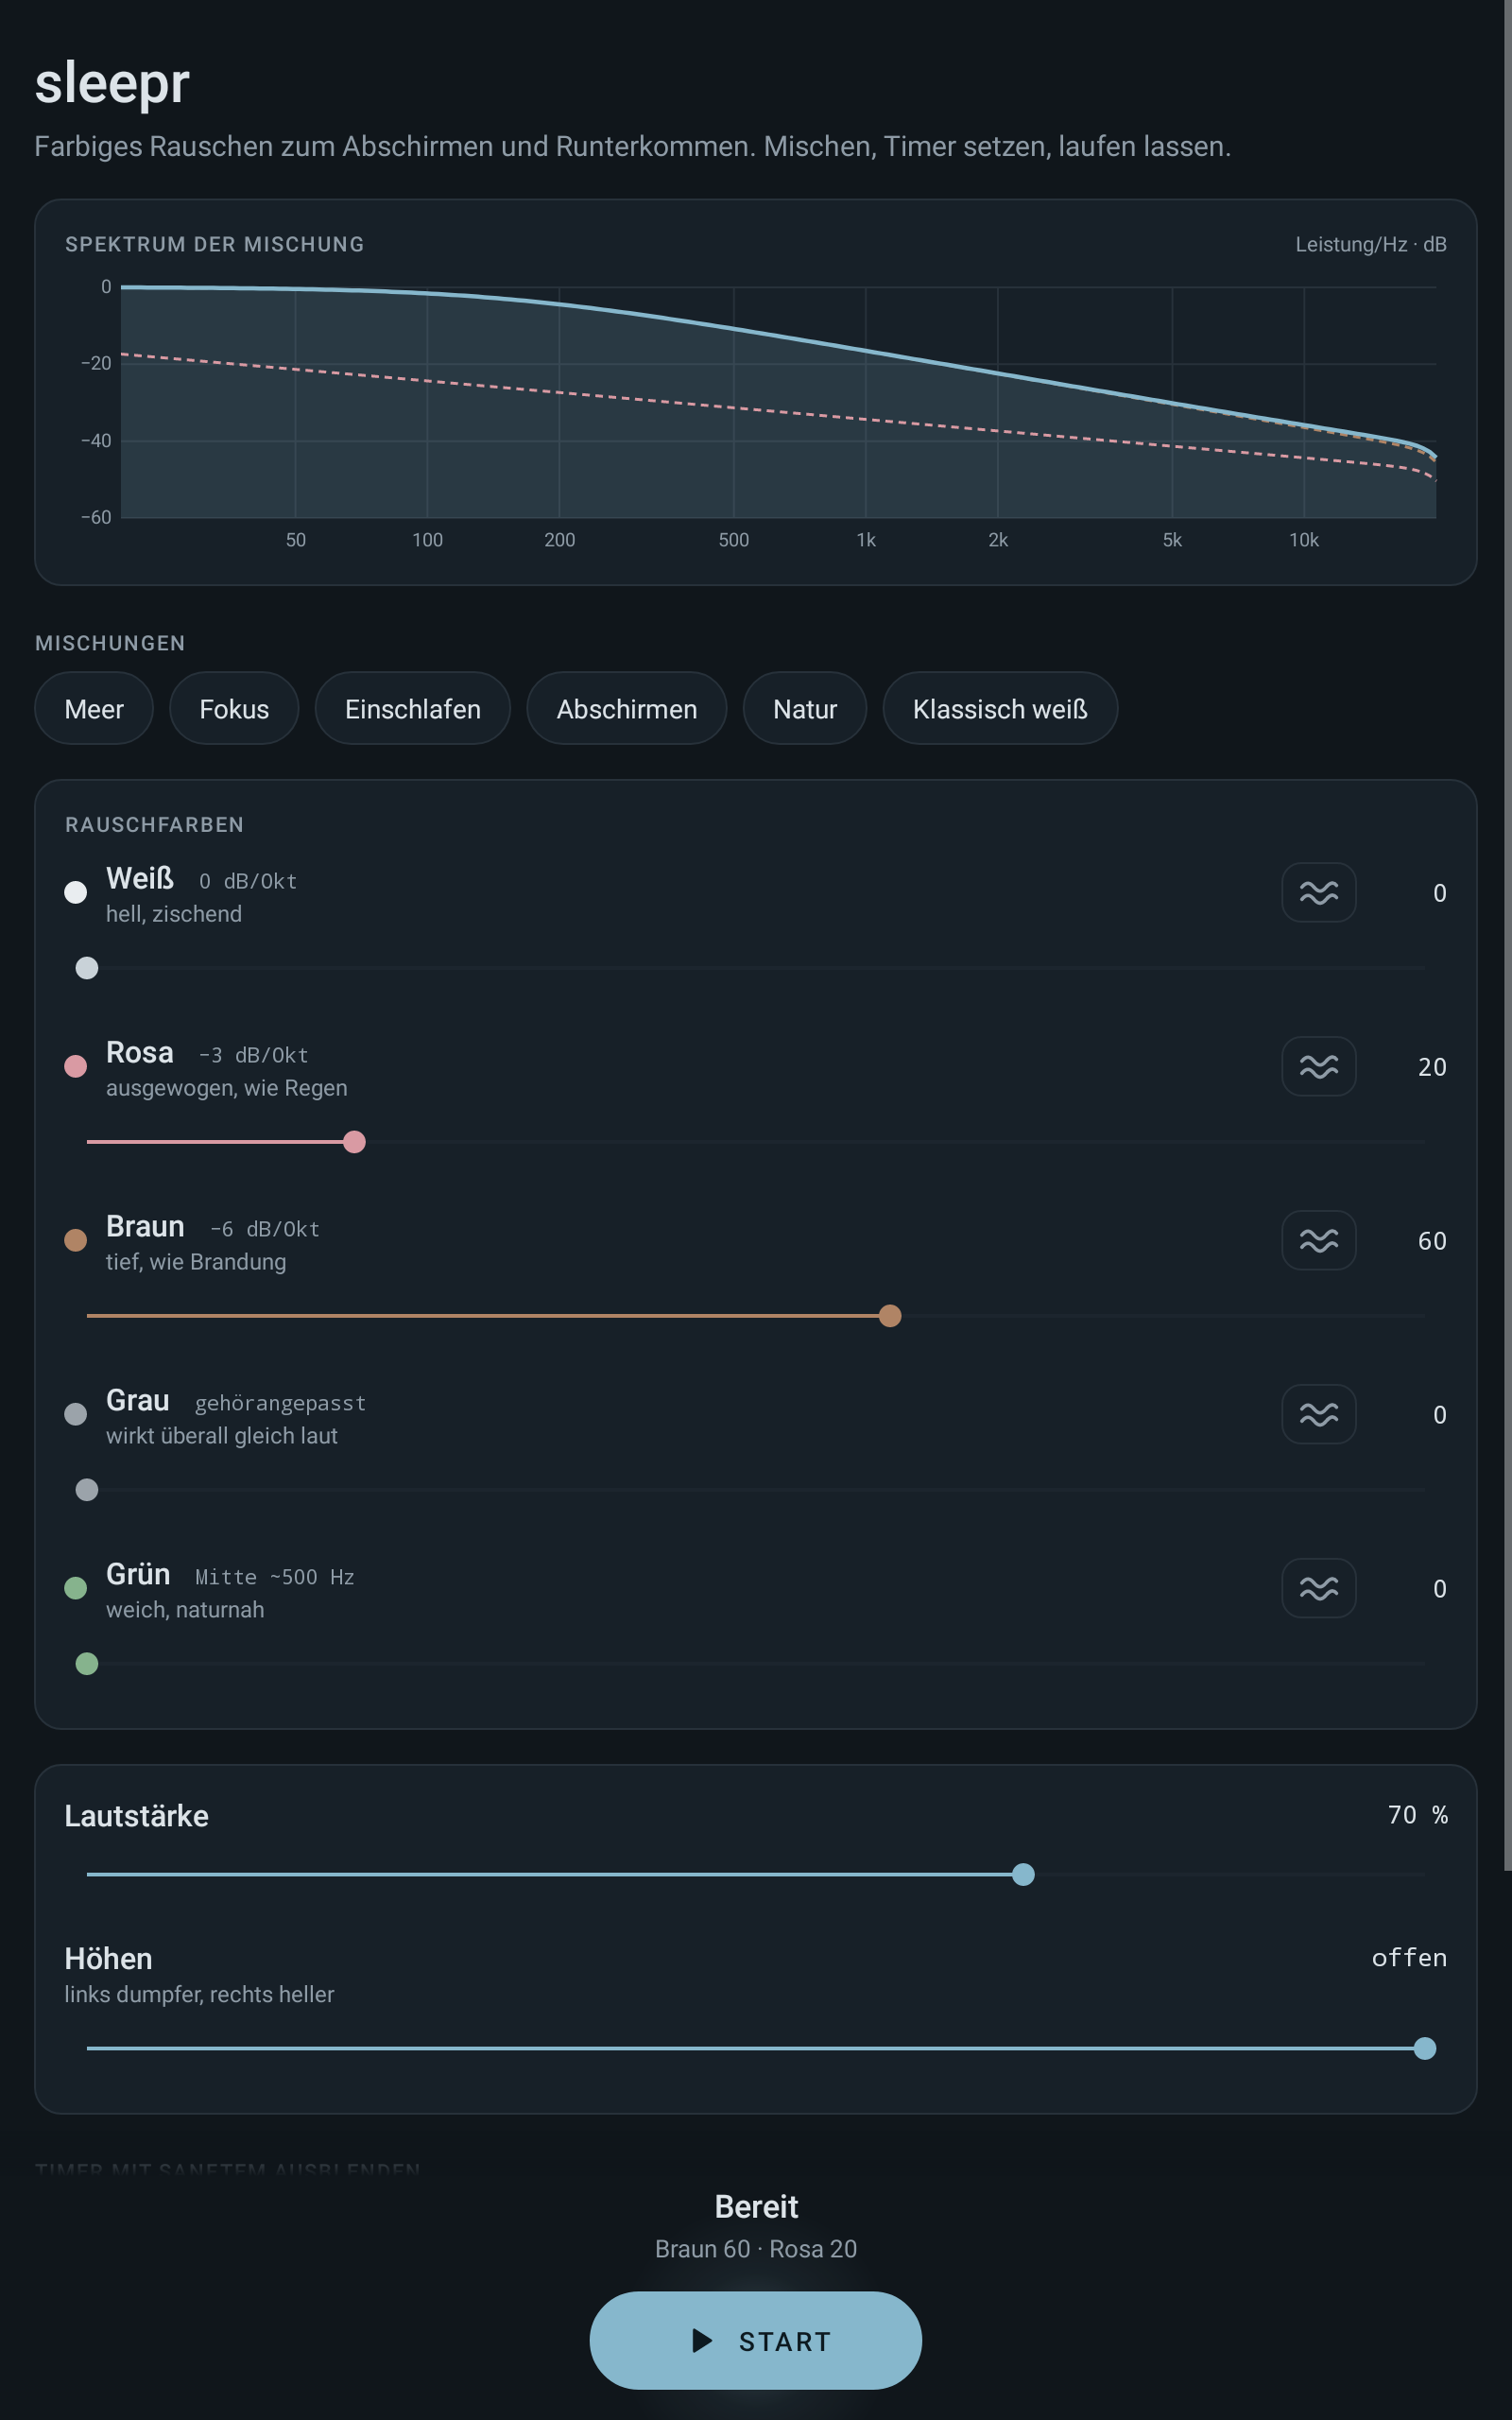 sleepr
Farbiges Rauschen zum Abschirmen und Runterkommen. Mischen, Timer setzen, laufen lassen.
SPEKTRUM DER MISCHUNG Leistung/Hz · dB
0
−20
−40
−60
50 100 200 500 1k 2k 5k 10k
MISCHUNGEN
Meer Fokus Einschlafen Abschirmen Natur Klassisch weiß
RAUSCHFARBEN
Weiß 0 dB/Okt 0
hell, zischend
Rosa −3 dB/Okt 20
ausgewogen, wie Regen
Braun −6 dB/Okt 60
tief, wie Brandung
Grau gehörangepasst 0
wirkt überall gleich laut
Grün Mitte ~500 Hz 0
weich, naturnah
Lautstärke 70 %
Höhen offen
links dumpfer, rechts heller
TIMER MIT SANFTEM AUSBLENDEN
Bereit
Braun 60 · Rosa 20
START